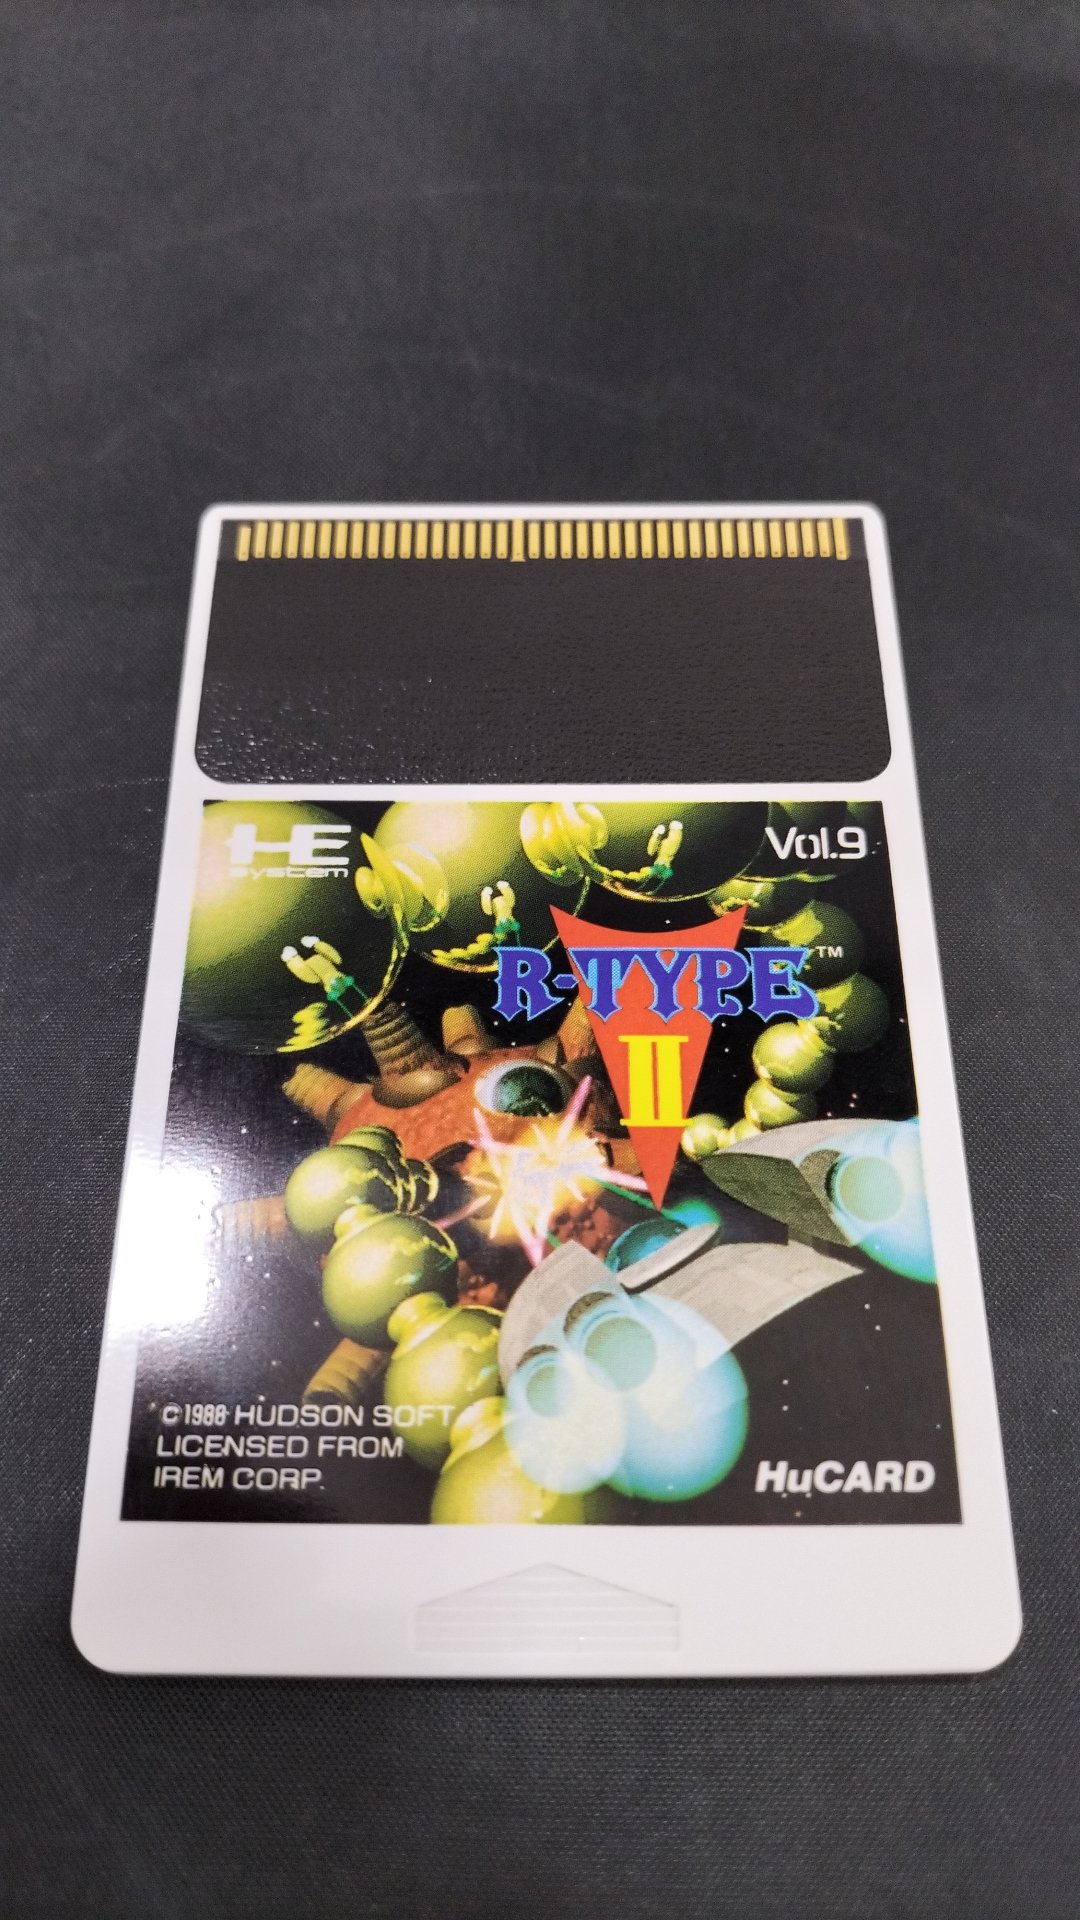 HE
system
Vol.9
R-TYPE™
II
©1988 HUDSON SOFT
LICENSED FROM
IREM CORP.
HuCARD